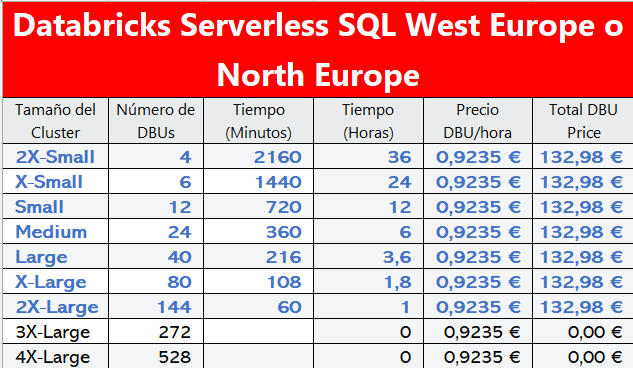 Databricks Serverless SQL West Europe o
North Europe
Tamaño del Cluster Número de DBUs Tiempo (Minutos) Tiempo (Horas) Precio DBU/hora Total DBU Price
2X-Small 4 2160 36 0,9235 € 132,98 €
X-Small 6 1440 24 0,9235 € 132,98 €
Small 12 720 12 0,9235 € 132,98 €
Medium 24 360 6 0,9235 € 132,98 €
Large 40 216 3,6 0,9235 € 132,98 €
X-Large 80 108 1,8 0,9235 € 132,98 €
2X-Large 144 60 1 0,9235 € 132,98 €
3X-Large 272 0 0,9235 € 0,00 €
4X-Large 528 0 0,9235 € 0,00 €